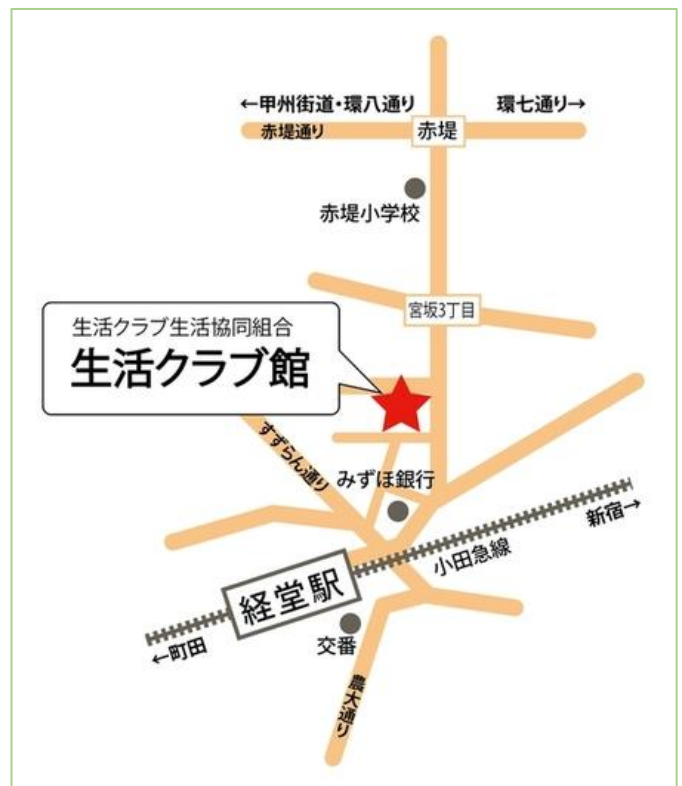 ←甲州街道・環八通り
環七通り→
赤堤通り
赤堤
赤堤小学校
宮坂3丁目
生活クラブ生活協同組合
生活クラブ館
すずらん通り
みずほ銀行
新宿→
小田急線
経堂駅
交番
←町田
農大通り